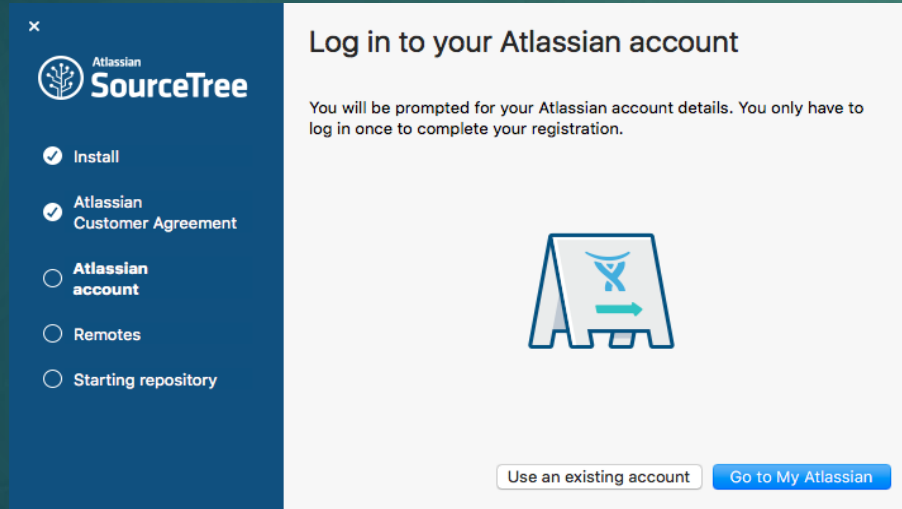 Atlassian
SourceTree
Install
Atlassian
Customer Agreement
Atlassian
account
Remotes
Starting repository
Log in to your Atlassian account
You will be prompted for your Atlassian account details. You only have to
log in once to complete your registration.
Use an existing account
Go to My Atlassian